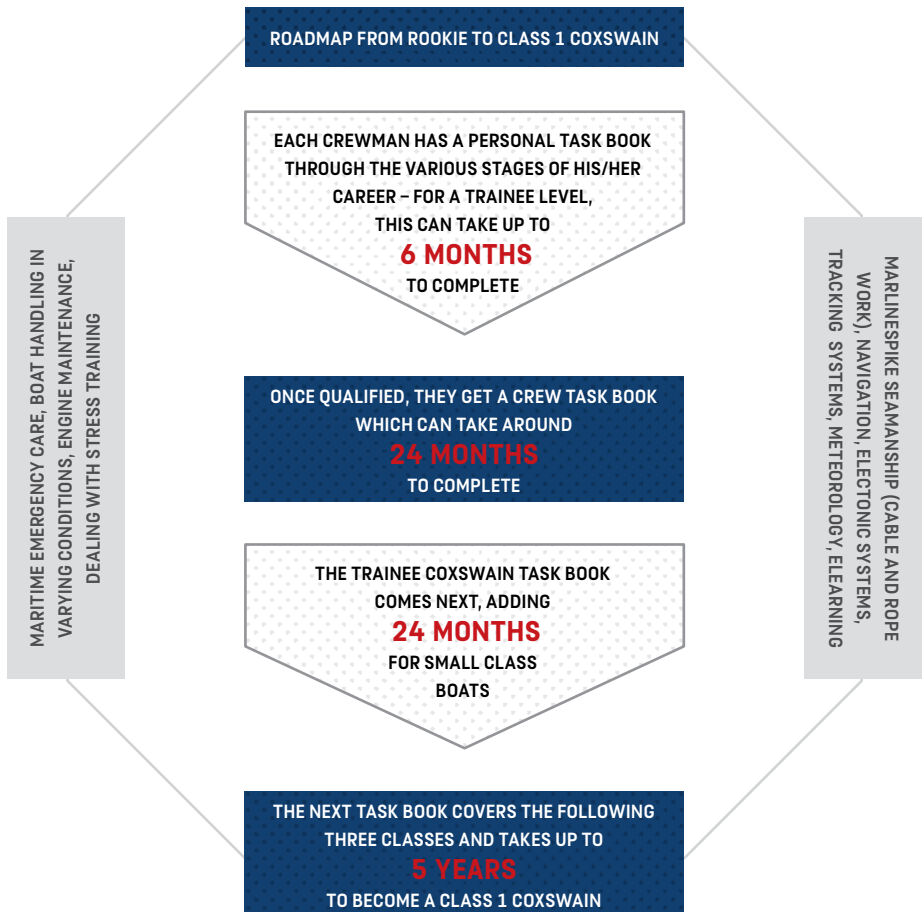 ROADMAP FROM ROOKIE TO CLASS 1 COXSWAIN
EACH CREWMAN HAS A PERSONAL TASK BOOK
THROUGH THE VARIOUS STAGES OF HIS/HER
CAREER – FOR A TRAINEE LEVEL,
THIS CAN TAKE UP TO
6 MONTHS
TO COMPLETE
MARITIME EMERGENCY CARE, BOAT HANDLING IN
VARYING CONDITIONS, ENGINE MAINTENANCE,
DEALING WITH STRESS TRAINING
MARLINESPIKE SEAMANSHIP (CABLE AND ROPE
WORK), NAVIGATION, ELECTONIC SYSTEMS,
TRACKING SYSTEMS, METEOROLOGY, ELEARNING
ONCE QUALIFIED, THEY GET A CREW TASK BOOK
WHICH CAN TAKE AROUND
24 MONTHS
TO COMPLETE
THE TRAINEE COXSWAIN TASK BOOK
COMES NEXT, ADDING
24 MONTHS
FOR SMALL CLASS
BOATS
THE NEXT TASK BOOK COVERS THE FOLLOWING
THREE CLASSES AND TAKES UP TO
5 YEARS
TO BECOME A CLASS 1 COXSWAIN